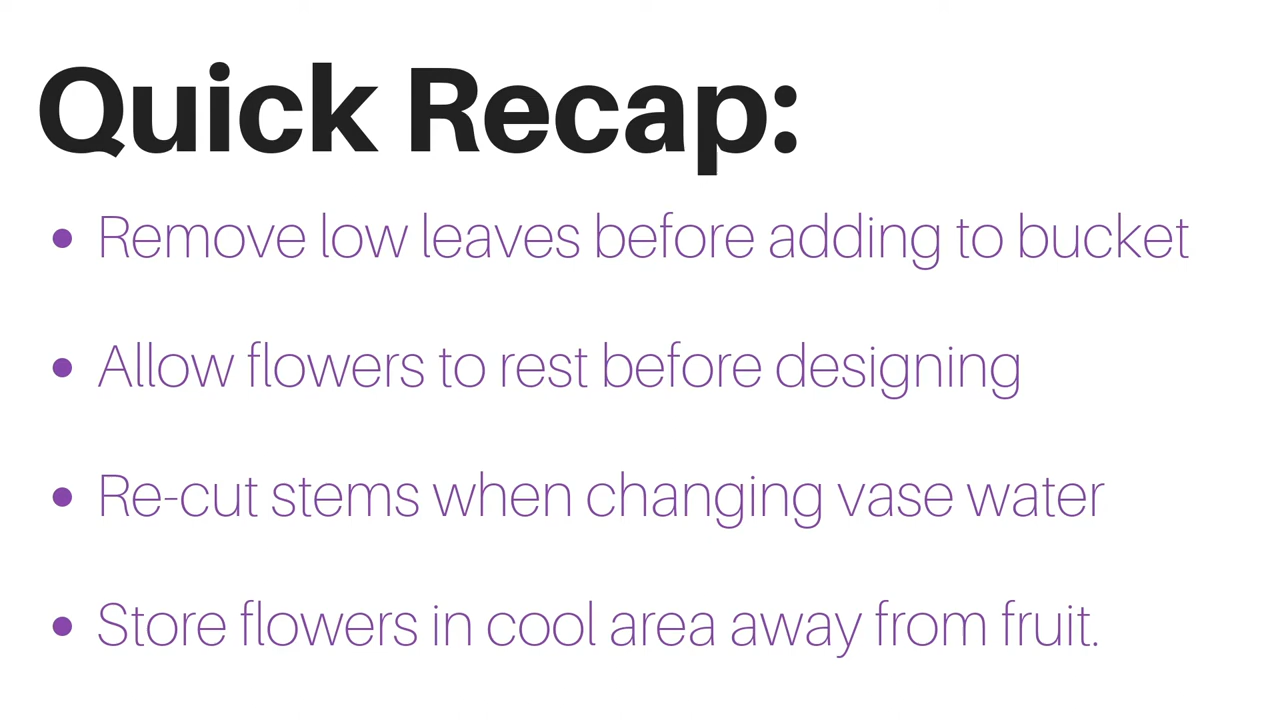 Quick Recap:
• Remove low leaves before adding to bucket
• Allow flowers to rest before designing
• Re-cut stems when changing vase water
• Store flowers in cool area away from fruit.